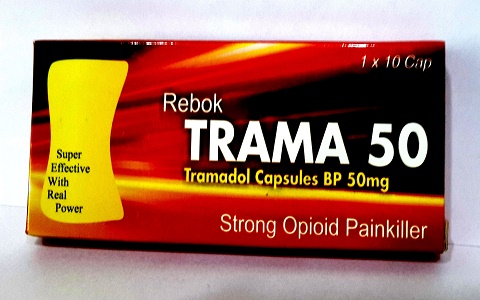 1 x 10 Cap
Rebok
TRAMA 50
Tramadol Capsules BP 50mg
Super
Effective
With
Real
Power
Strong Opioid Painkiller